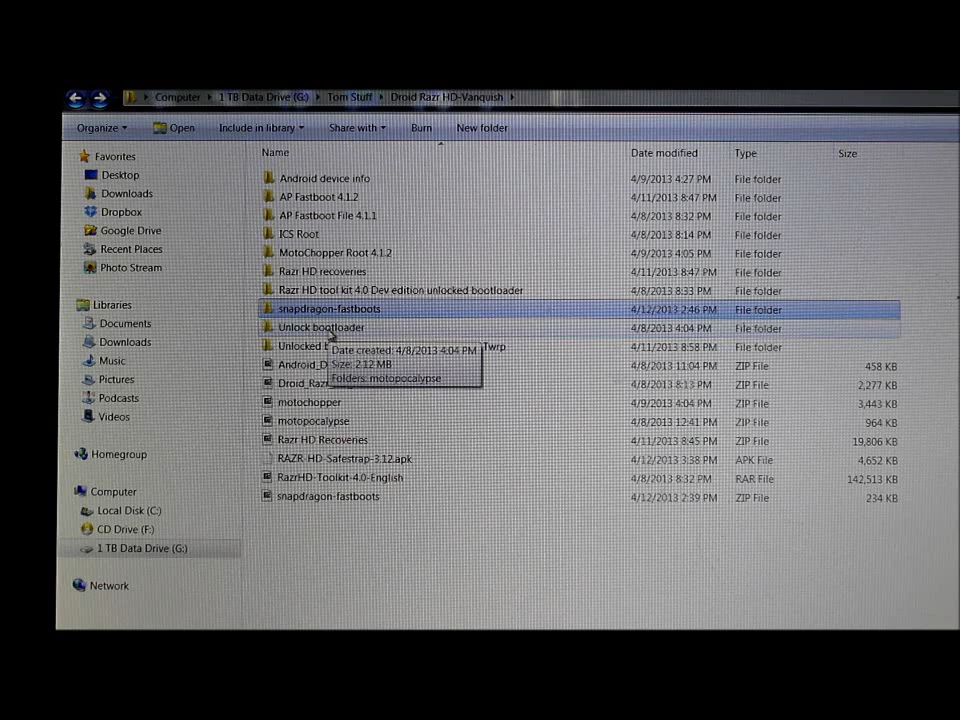 Computer 1 TB Data Drive (G:) Tom Stuff Droid Razr HD-Vanquish
Organize Open Include in library Share with Burn New folder
Name Date modified Type Size
Favorites
Desktop
Downloads
Dropbox
Google Drive
Recent Places
Photo Stream
Libraries
Documents
Downloads
Music
Pictures
Podcasts
Videos
Homegroup
Computer
Local Disk (C:)
CD Drive (F:)
1 TB Data Drive (G:)
Network
Android device info 4/9/2013 4:27 PM File folder
AP Fastboot 4.1.2 4/11/2013 8:47 PM File folder
AP Fastboot File 4.1.1 4/8/2013 8:32 PM File folder
ICS Root 4/8/2013 8:14 PM File folder
MotoChopper Root 4.1.2 4/9/2013 4:05 PM File folder
Razr HD recoveries 4/11/2013 8:47 PM File folder
Razr HD tool kit 4.0 Dev edition unlocked bootloader 4/8/2013 8:33 PM File folder
snapdragon-fastboots 4/12/2013 2:46 PM File folder
Unlock bootloader 4/8/2013 4:04 PM File folder
Unlocked b Twrp 4/11/2013 8:58 PM File folder
Date created: 4/8/2013 4:04 PM
Size: 2.12 MB
Folders: motopocalypse
Android_D 4/8/2013 11:04 PM ZIP File 458 KB
Droid_Raz 4/8/2013 8:13 PM ZIP File 2,277 KB
motochopper 4/9/2013 4:04 PM ZIP File 3,443 KB
motopocalypse 4/8/2013 12:41 PM ZIP File 964 KB
Razr HD Recoveries 4/11/2013 8:45 PM ZIP File 19,806 KB
RAZR-HD-Safestrap-3.12.apk 4/12/2013 3:38 PM APK File 4,652 KB
RazrHD-Toolkit-4.0-English 4/8/2013 8:32 PM RAR File 142,513 KB
snapdragon-fastboots 4/12/2013 2:39 PM ZIP File 234 KB